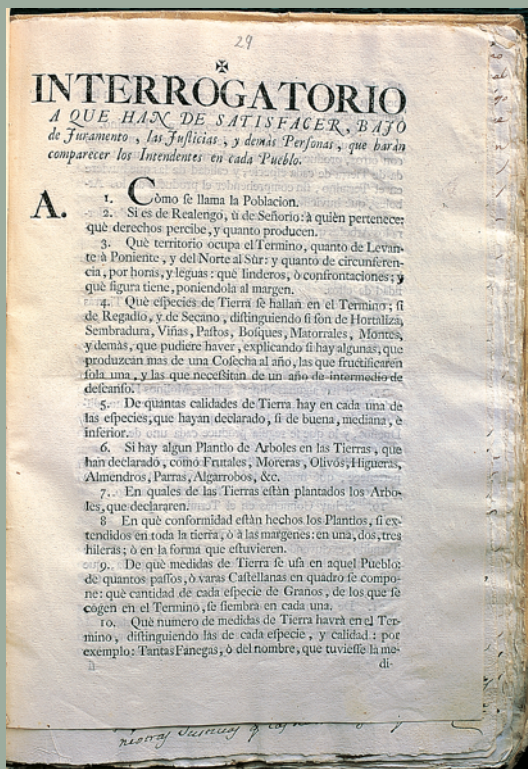 29
INTERROGATORIO
A QUE HAN DE SATISFACER, BAJO
de Juramento, las Justicias, y demàs Personas, que haràn
comparecer los Intendentes en cada Pueblo.
A.
1. Còmo se llama la Poblacion.
2. Si es de Realengo, ù de Señorio: à quièn pertenece:
què derechos percibe, y quanto producen.
3. Què territorio ocupa el Termino, quanto de Levan-
te à Poniente, y del Norte al Sùr: y quanto de circunferen-
cia, por horas, y leguas: què linderos, ò confrontaciones; y
què figura tiene, poniendola al margen.
4. Què especies de Tierra se hallan en el Termino; si
de Regadìo, y de Secano, distinguiendo si son de Hortaliza,
Sembradura, Viñas, Pastos, Bosques, Matorrales, Montes,
y demàs, que pudiere haver, explicando si hay algunas, que
produzcan mas de una Cosecha al año, las que fructificaren
sola una, y las que necessitan de un año de intermedio de
descanso.
5. De quantas calidades de Tierra hay en cada una de
las especies, que hayan declarado, si de buena, mediana, e
inferior.
6. Si hay algun Plantìo de Arboles en las Tierras, que
han declarado, como Frutales, Moreras, Olivos, Higueras,
Almendros, Parras, Algarrobos, &c.
7. En quales de las Tierras estàn plantados los Arbo-
les, que declararen.
8 En què conformidad estàn hechos los Plantìos, si ex-
tendidos en toda la tierra, ò à las margenes: en una, dos, tres
hileras; ò en la forma que estuvieren.
9. De què medidas de Tierra se usa en aquel Pueblo:
de quantos passos, ò varas Castellanas en quadro se compo-
ne: què cantidad de cada especie de Granos, de los que se
cogen en el Termino, se siembra en cada una.
10. Què numero de medidas de Tierra havrà en el Ter-
mino, distinguiendo las de cada especie, y calidad: por
exemplo: Tantas Fanegas, ò del nombre, que tuviesse la me-
di-